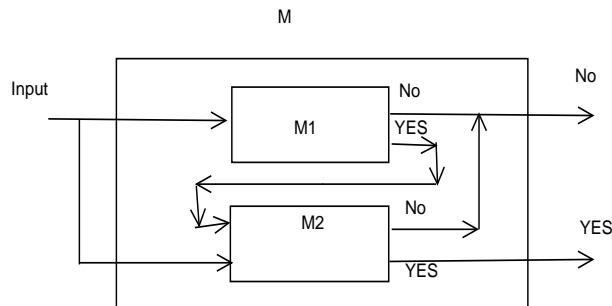 M
Input
No
No
M1
YES
M2
No
YES
YES